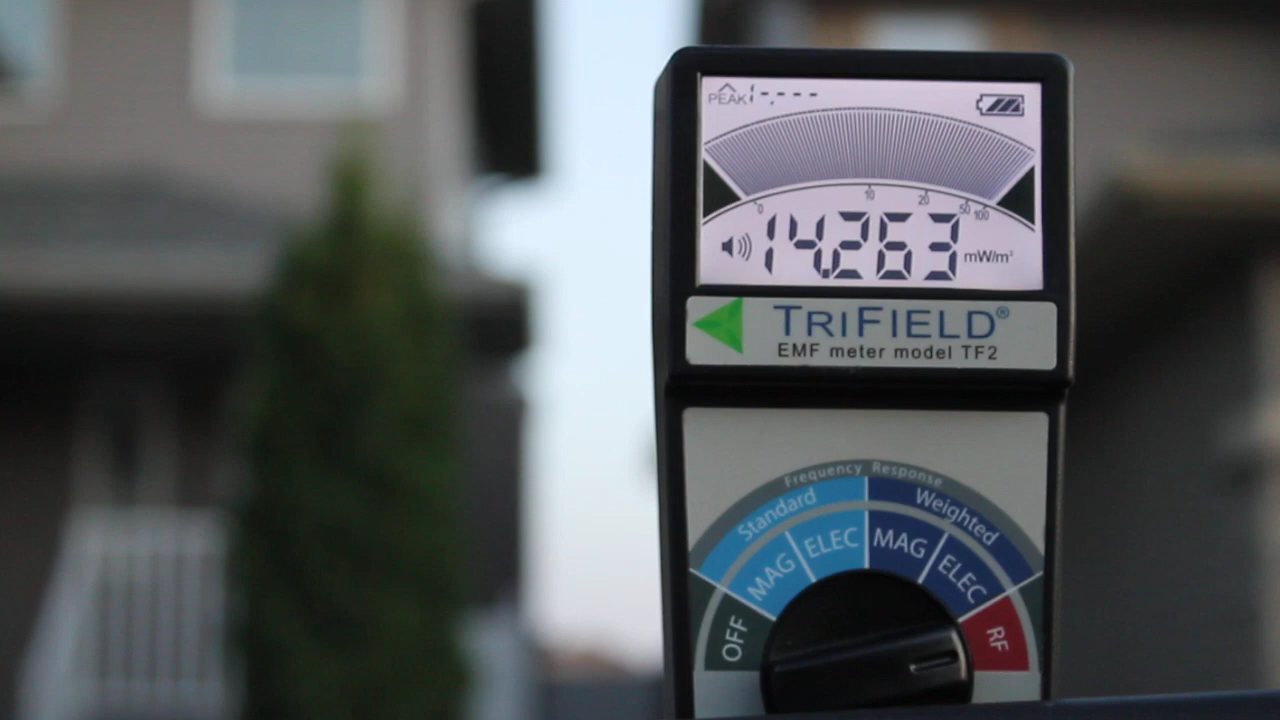 PEAK
0 10 20 50 100
14.263 mW/m²
TRIFIELD®
EMF meter model TF2
Frequency Response
Standard Weighted
MAG ELEC MAG ELEC
OFF RF